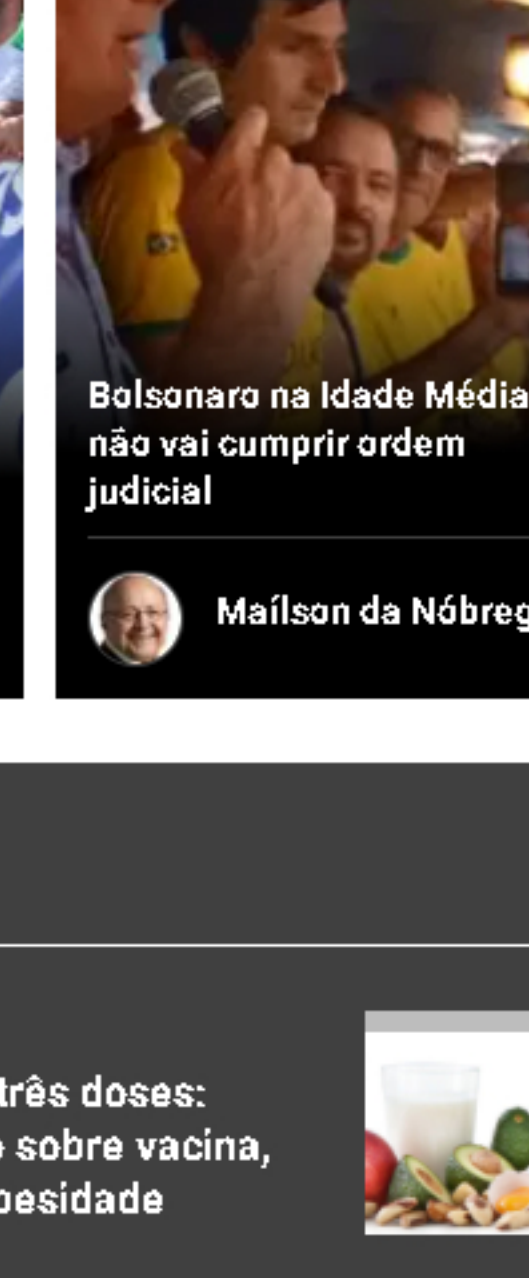 Bolsonaro na Idade Média:
não vai cumprir ordem
judicial
Maílson da Nóbreg
três doses:
sobre vacina,
besidade